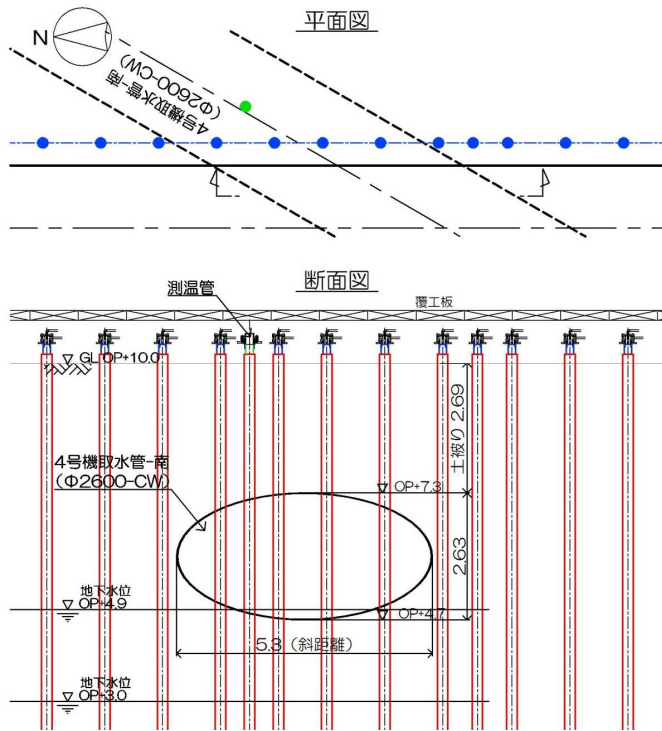 平面図
N
4号機取水管-南
(Φ2600-CW)
断面図
測温管
覆工板
GL OP+10.0
土被り 2.69
4号機取水管-南
(Φ2600-CW)
OP+7.3
2.63
地下水位
OP+4.9
OP+4.7
5.3 (斜距離)
地下水位
OP+3.0